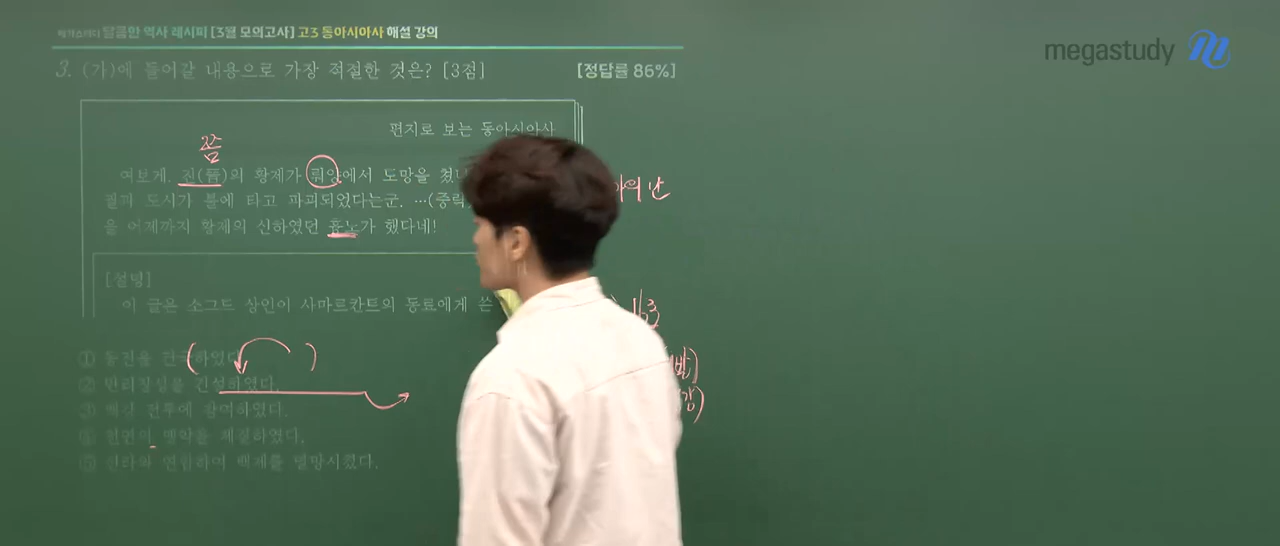 메가스터디 달콤한 역사 레시피 [3월 모의고사] 고3 동아시아사 해설 강의
megastudy
3. (가)에 들어갈 내용으로 가장 적절한 것은? [3점]
[정답률 86%]
편지로 보는 동아시아사
쯤
여보게. 진(晉)의 황제가 뤄양에서 도망을 쳤
의 난
결과 도시가 불에 타고 파괴되었다는군. …(중략
을 어제까지 황제의 신하였던 흉노가 했다네!
[설명]
이 글은 소그드 상인이 사마르칸트의 동료에게 쓴
163
① 동진을 건국하였다
② 만리장성을 건설하였다.
③ 백강 전투에 참여하였다.
④ 전연의 맹약을 체결하였다.
⑤ 신라와 연합하여 백제를 멸망시켰다.